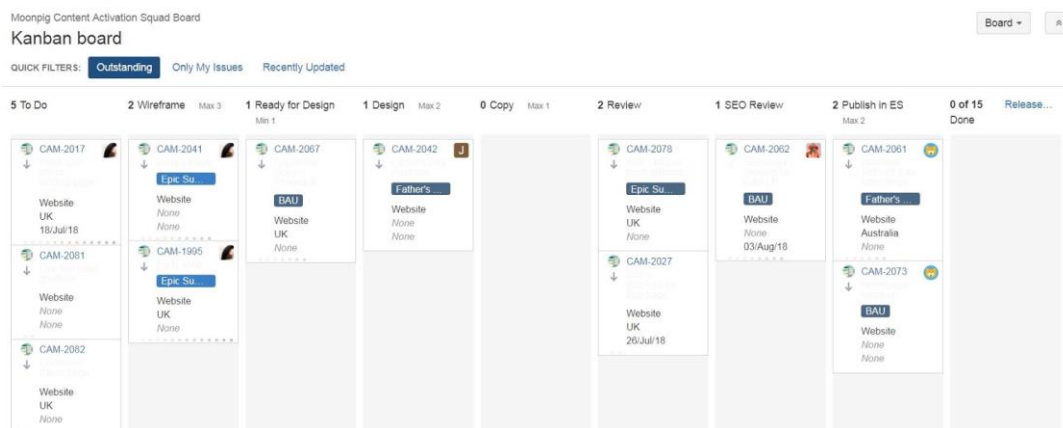 Moonpig Content Activation Squad Board
Kanban board
Board
QUICK FILTERS: Outstanding Only My Issues Recently Updated
5 To Do
2 Wireframe Max 3
1 Ready for Design
Min 1
1 Design Max 2
0 Copy Max 1
2 Review
1 SEO Review
2 Publish in ES
Max 2
0 of 15
Done
Release...
CAM-2017
Website
UK
18/Jul/18
CAM-2081
Website
None
None
CAM-2082
Website
UK
None
CAM-2041
Epic Su...
Website
None
None
CAM-1995
Epic Su...
Website
UK
None
CAM-2067
BAU
Website
UK
None
CAM-2042
J
Father's ...
Website
None
None
CAM-2078
Epic Su...
Website
UK
None
CAM-2027
Website
UK
26/Jul/18
CAM-2062
BAU
Website
None
03/Aug/18
CAM-2061
Father's ...
Website
Australia
None
CAM-2073
BAU
Website
None
None